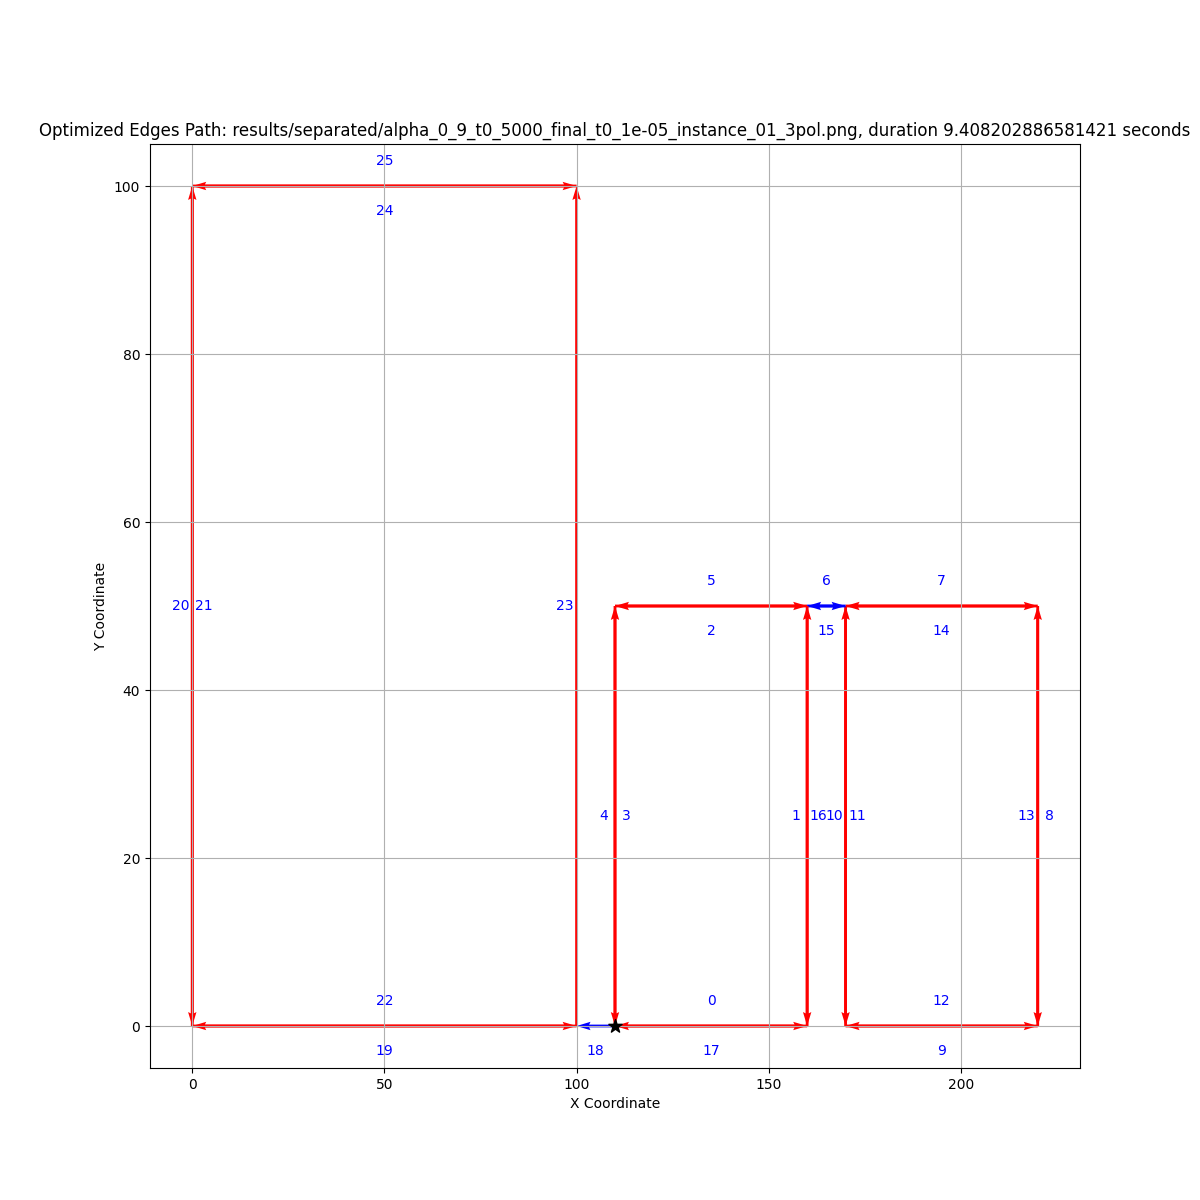 Optimized Edges Path: results/separated/alpha_0_9_t0_5000_final_t0_1e-05_instance_01_3pol.png, duration 9.408202886581421 seconds
25
100
24
80
60
5 6 7
20 21 23
2 15 14
Y Coordinate
40
4 3 1 16 10 11 13 8
20
22 0 12
0
19 18 17 9
0 50 100 150 200
X Coordinate